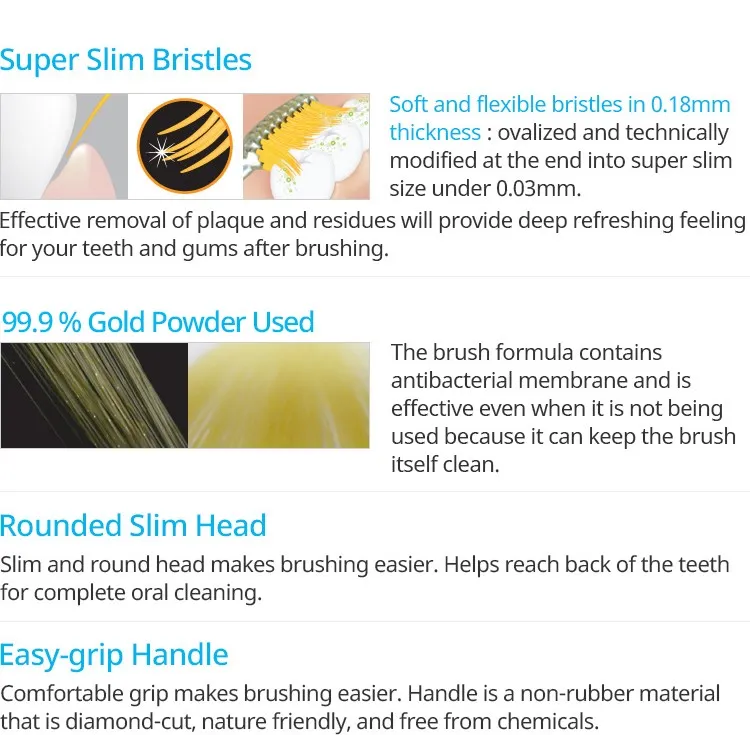 Super Slim Bristles
Soft and flexible bristles in 0.18mm
thickness : ovalized and technically
modified at the end into super slim
size under 0.03mm.
Effective removal of plaque and residues will provide deep refreshing feeling
for your teeth and gums after brushing.
99.9 % Gold Powder Used
The brush formula contains
antibacterial membrane and is
effective even when it is not being
used because it can keep the brush
itself clean.
Rounded Slim Head
Slim and round head makes brushing easier. Helps reach back of the teeth
for complete oral cleaning.
Easy-grip Handle
Comfortable grip makes brushing easier. Handle is a non-rubber material
that is diamond-cut, nature friendly, and free from chemicals.